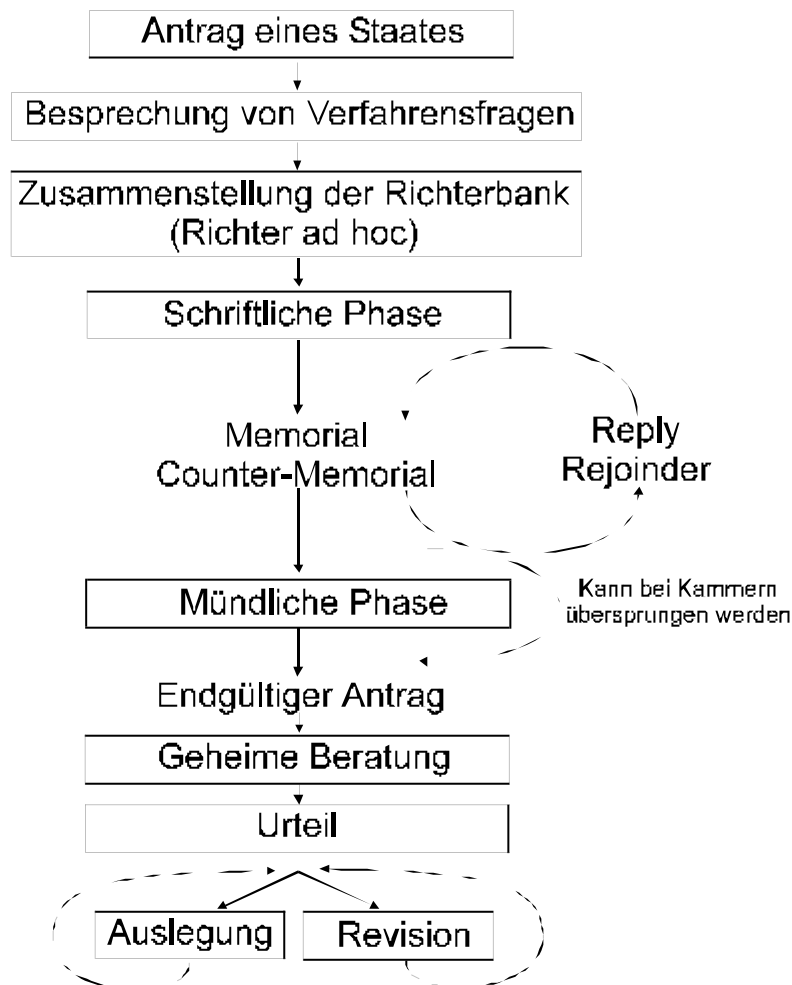 Antrag eines Staates
Besprechung von Verfahrensfragen
Zusammenstellung der Richterbank
(Richter ad hoc)
Schriftliche Phase
Memorial
Counter-Memorial
Reply
Rejoinder
Mündliche Phase
Kann bei Kammern
übersprungen werden
Endgültiger Antrag
Geheime Beratung
Urteil
Auslegung
Revision